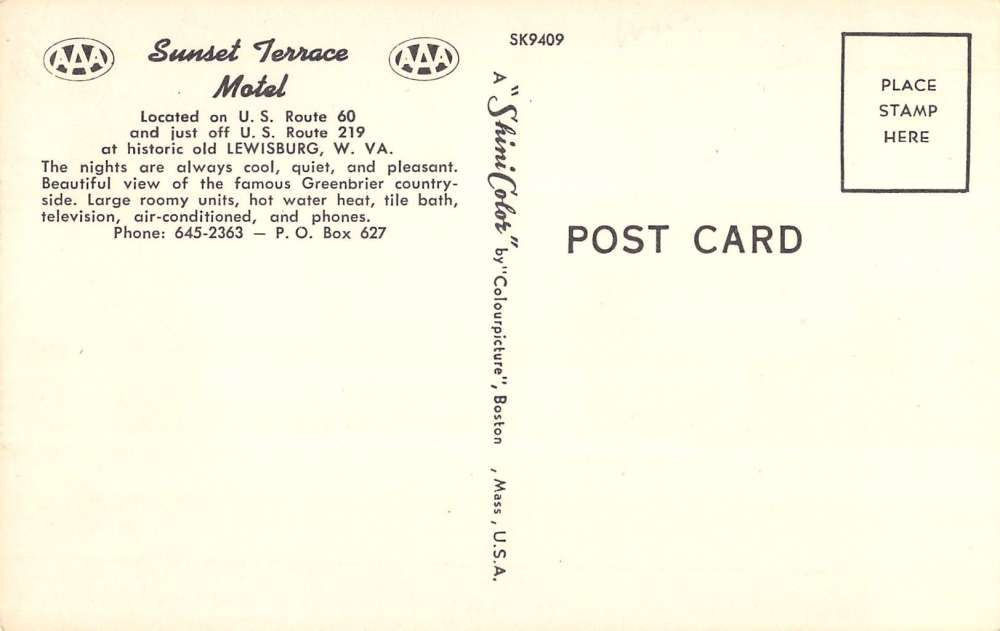 AAA
Sunset Terrace
Motel
AAA
Located on U. S. Route 60
and just off U. S. Route 219
at historic old LEWISBURG, W. VA.
The nights are always cool, quiet, and pleasant.
Beautiful view of the famous Greenbrier country-
side. Large roomy units, hot water heat, tile bath,
television, air-conditioned, and phones.
Phone: 645-2363 — P. O. Box 627
SK9409
A "ShiniColor" by "Colourpicture", Boston , Mass, U.S.A.
PLACE
STAMP
HERE
POST CARD